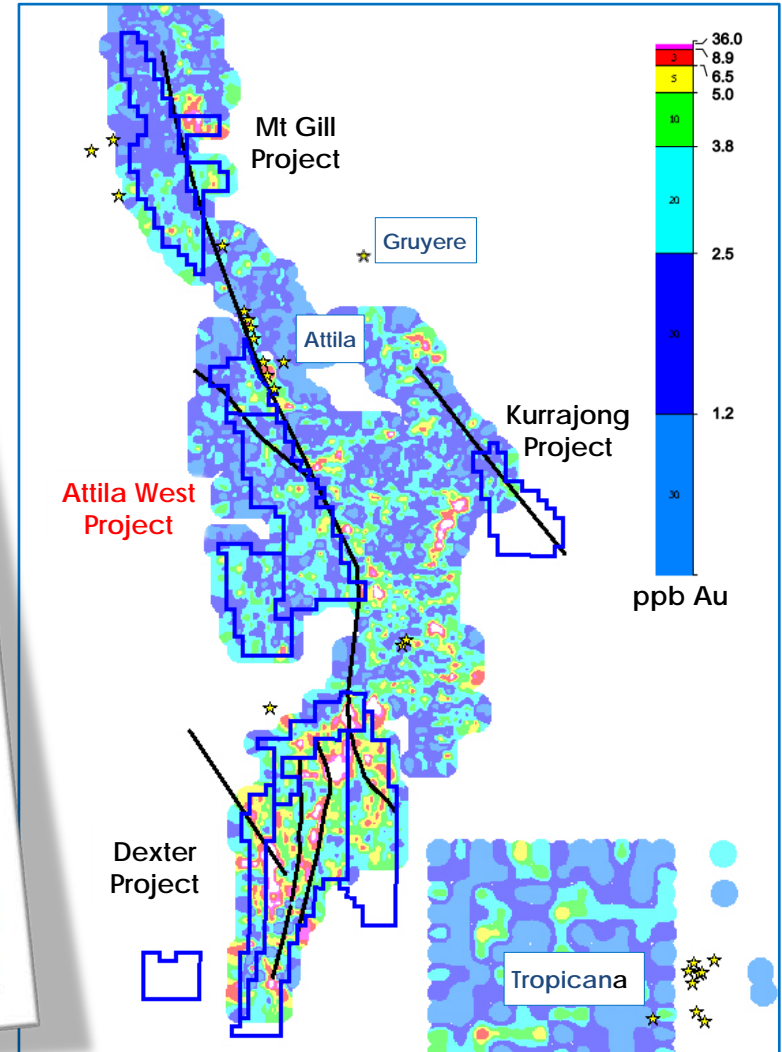 36.0
8.9
6.5
5.0
3.8
2.5
1.2
3
5
10
20
30
ppb Au
Mt Gill
Project
Gruyere
Attila
Kurrajong
Project
Attila West
Project
Dexter
Project
Tropicana